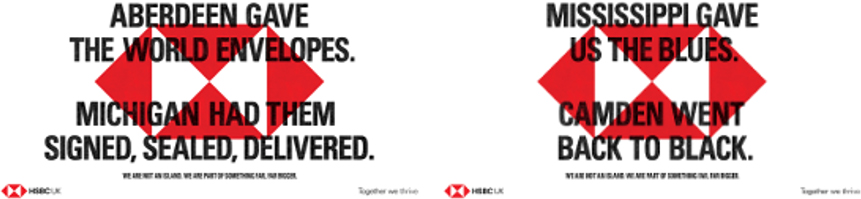 ABERDEEN GAVE
THE WORLD ENVELOPES.
MICHIGAN HAD THEM
SIGNED, SEALED, DELIVERED.
WE ARE NOT AN ISLAND. WE ARE PART OF SOMETHING FAR, FAR BIGGER.
HSBC UK
Together we thrive
MISSISSIPPI GAVE
US THE BLUES.
CAMDEN WENT
BACK TO BLACK.
WE ARE NOT AN ISLAND. WE ARE PART OF SOMETHING FAR, FAR BIGGER.
HSBC UK
Together we thrive